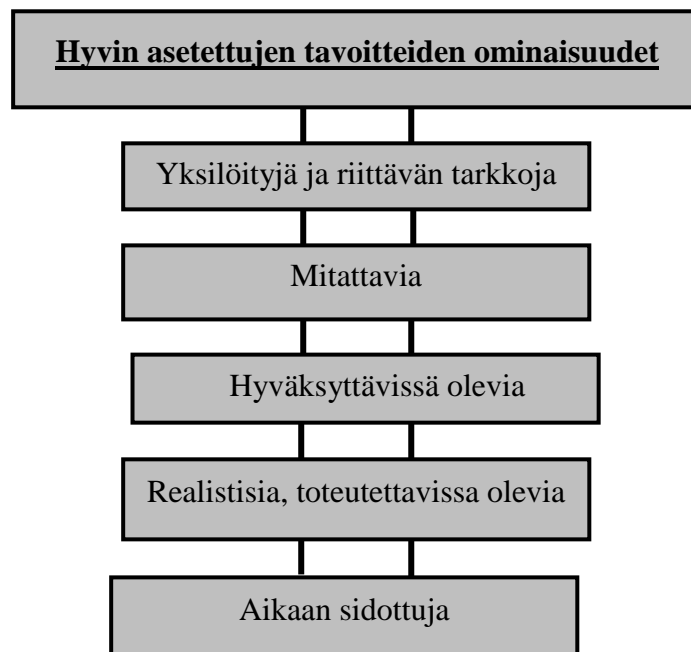 Hyvin asetettujen tavoitteiden ominaisuudet
Yksilöityjä ja riittävän tarkkoja
Mitattavia
Hyväksyttävissä olevia
Realistisia, toteutettavissa olevia
Aikaan sidottuja